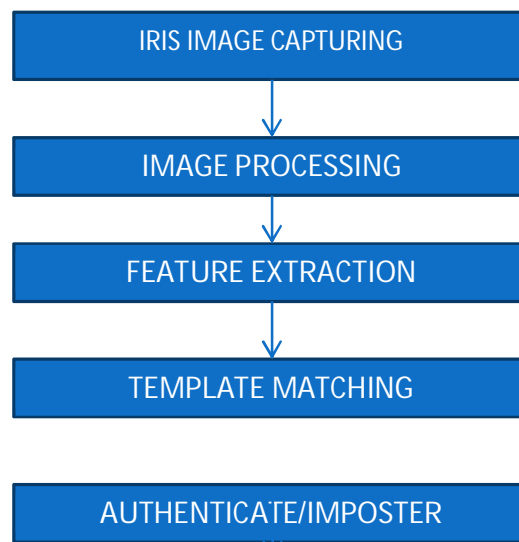 IRIS IMAGE CAPTURING
IMAGE PROCESSING
FEATURE EXTRACTION
TEMPLATE MATCHING
AUTHENTICATE/IMPOSTER